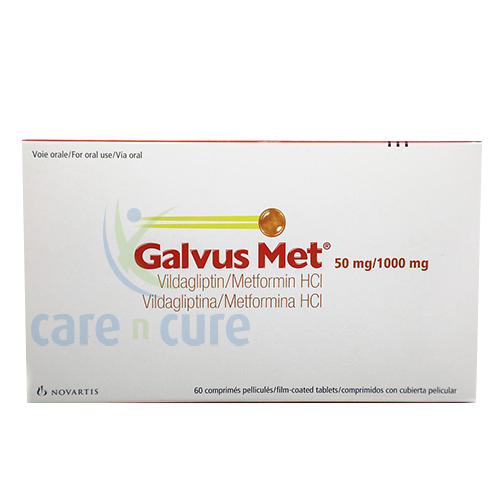 Voie orale/For oral use/Via oral
Galvus Met® 50 mg/1000 mg
Vildagliptin/Metformin HCl
Vildagliptina/Metformina HCl
care n cure
NOVARTIS
60 comprimés pelliculés/film-coated tablets/comprimidos con cubierta pelicular